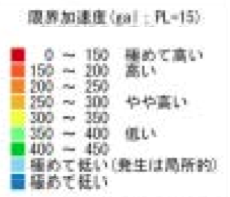 限界加速度(gal : PL=15)
0 ～ 150 極めて高い
150 ～ 200 高い
200 ～ 250
250 ～ 300 やや高い
300 ～ 350
350 ～ 400 低い
400 ～ 450
極めて低い(発生は局所的)
極めて低い